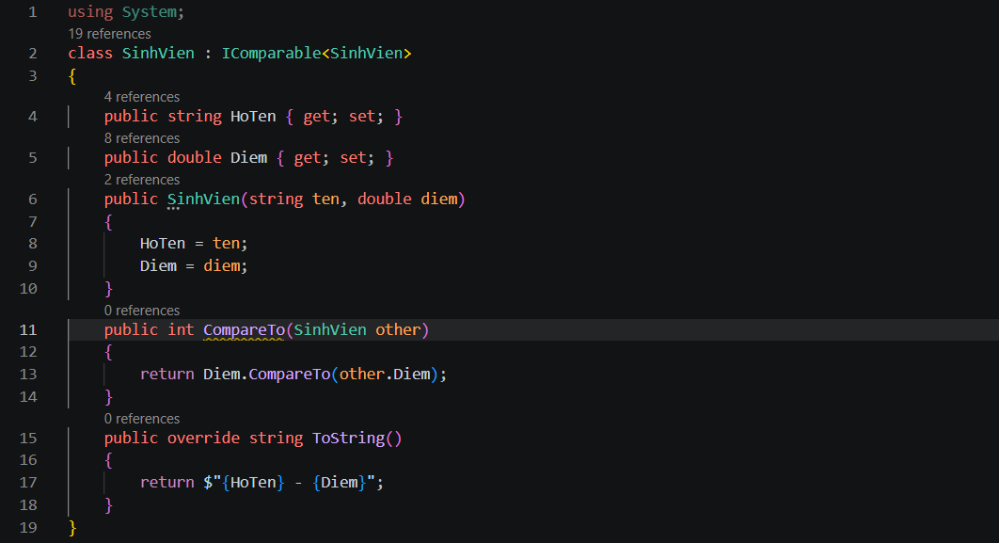 1 using System;
19 references
2 class SinhVien : IComparable<SinhVien>
3 {
4 references
4 public string HoTen { get; set; }
8 references
5 public double Diem { get; set; }
2 references
6 public SinhVien(string ten, double diem)
7 {
8 HoTen = ten;
9 Diem = diem;
10 }
0 references
11 public int CompareTo(SinhVien other)
12 {
13 return Diem.CompareTo(other.Diem);
14 }
0 references
15 public override string ToString()
16 {
17 return $"{HoTen} - {Diem}";
18 }
19 }